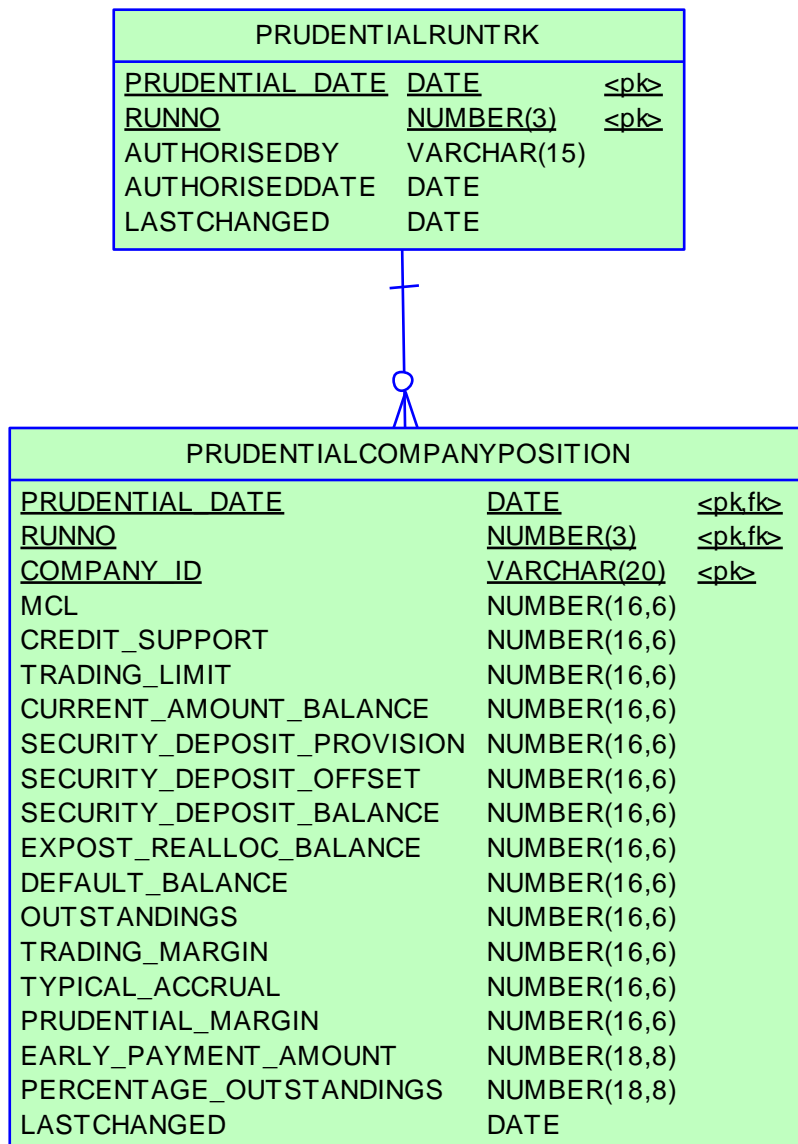 PRUDENTIALRUNTRK
PRUDENTIAL_DATE DATE <pk>
RUNNO NUMBER(3) <pk>
AUTHORISEDBY VARCHAR(15)
AUTHORISEDDATE DATE
LASTCHANGED DATE
PRUDENTIALCOMPANYPOSITION
PRUDENTIAL_DATE DATE <pk,fk>
RUNNO NUMBER(3) <pk,fk>
COMPANY_ID VARCHAR(20) <pk>
MCL NUMBER(16,6)
CREDIT_SUPPORT NUMBER(16,6)
TRADING_LIMIT NUMBER(16,6)
CURRENT_AMOUNT_BALANCE NUMBER(16,6)
SECURITY_DEPOSIT_PROVISION NUMBER(16,6)
SECURITY_DEPOSIT_OFFSET NUMBER(16,6)
SECURITY_DEPOSIT_BALANCE NUMBER(16,6)
EXPOST_REALLOC_BALANCE NUMBER(16,6)
DEFAULT_BALANCE NUMBER(16,6)
OUTSTANDINGS NUMBER(16,6)
TRADING_MARGIN NUMBER(16,6)
TYPICAL_ACCRUAL NUMBER(16,6)
PRUDENTIAL_MARGIN NUMBER(16,6)
EARLY_PAYMENT_AMOUNT NUMBER(18,8)
PERCENTAGE_OUTSTANDINGS NUMBER(18,8)
LASTCHANGED DATE